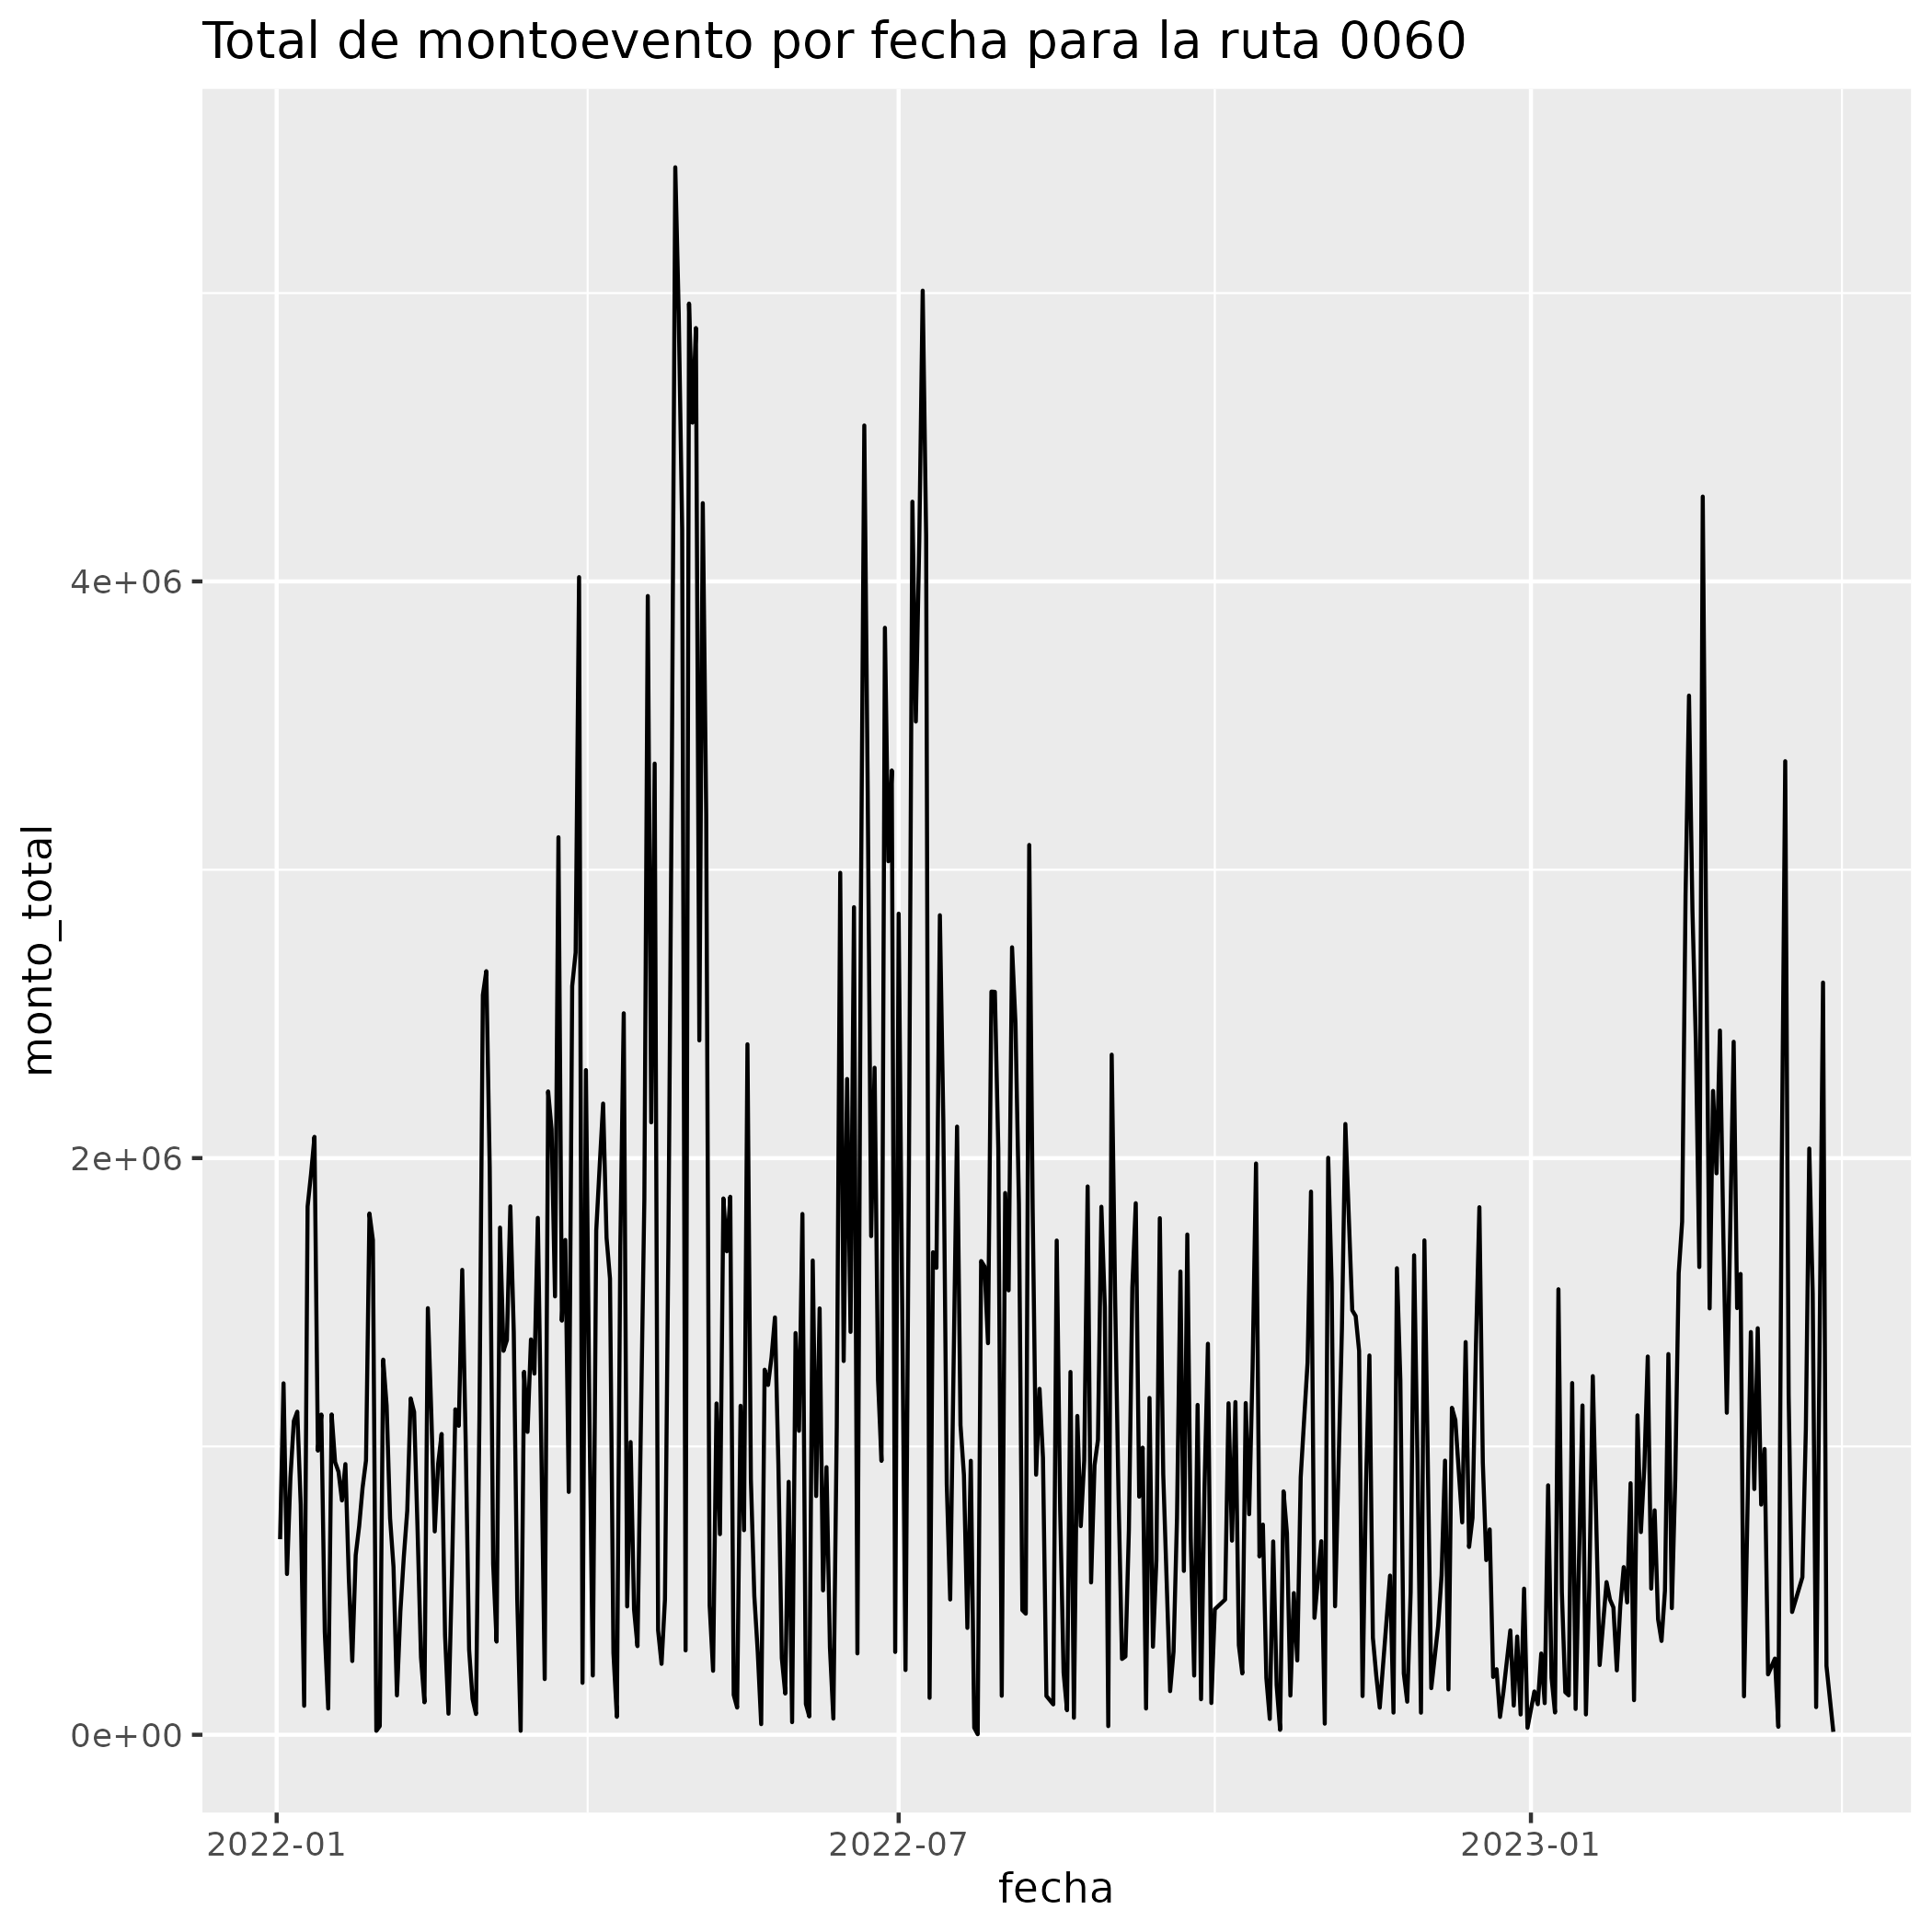 Total de montoevento por fecha para la ruta 0060
monto_total
4e+06
2e+06
0e+00
2022-01
2022-07
2023-01
fecha